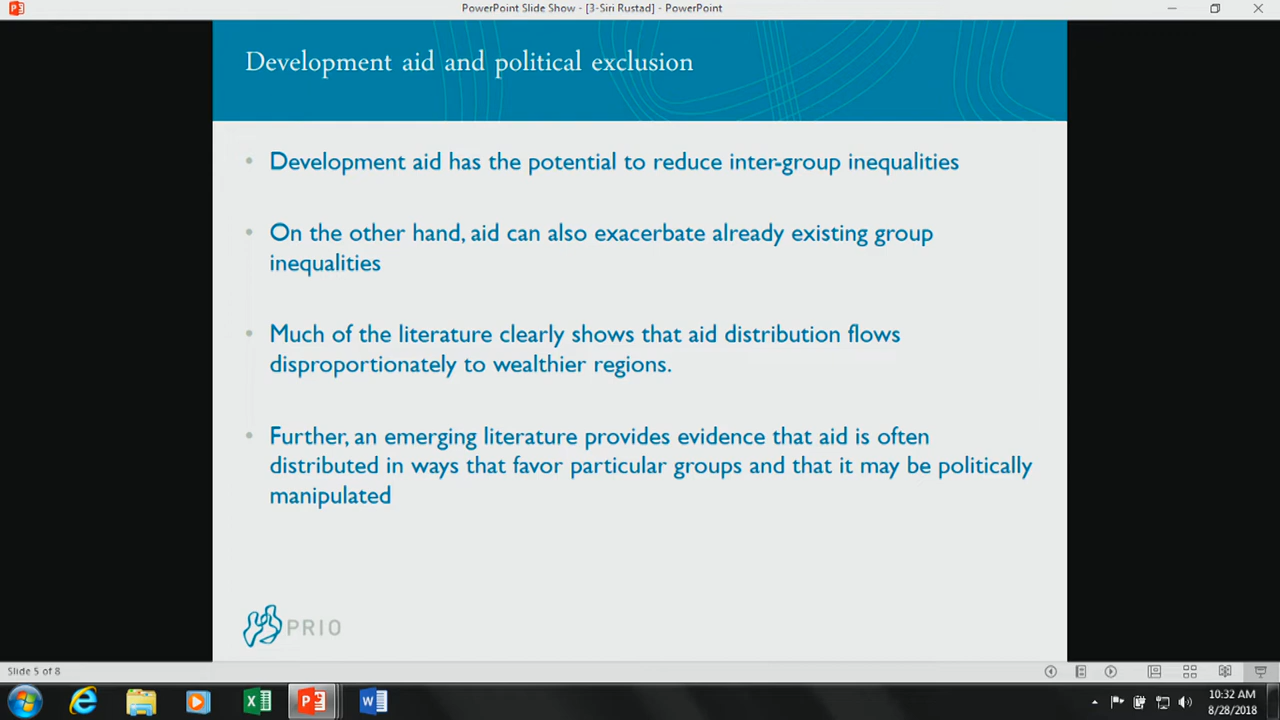 PowerPoint Slide Show - [3-Siri Rustad] - PowerPoint
Development aid and political exclusion
• Development aid has the potential to reduce inter-group inequalities
• On the other hand, aid can also exacerbate already existing group
inequalities
• Much of the literature clearly shows that aid distribution flows
disproportionately to wealthier regions.
• Further, an emerging literature provides evidence that aid is often
distributed in ways that favor particular groups and that it may be politically
manipulated
PRIO
Slide 5 of 8
10:32 AM
8/28/2018